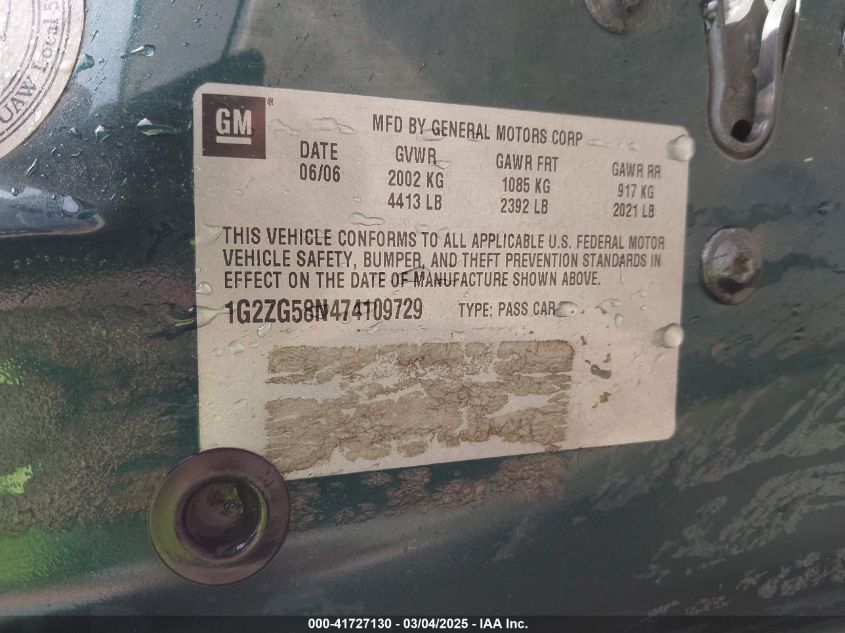 UAW Local 5
GM ®
MFD BY GENERAL MOTORS CORP
DATE GVWR GAWR FRT GAWR RR
06/06 2002 KG 1085 KG 917 KG
4413 LB 2392 LB 2021 LB
THIS VEHICLE CONFORMS TO ALL APPLICABLE U.S. FEDERAL MOTOR
VEHICLE SAFETY, BUMPER, AND THEFT PREVENTION STANDARDS IN
EFFECT ON THE DATE OF MANUFACTURE SHOWN ABOVE.
1G2ZG58N474109729 TYPE: PASS CAR
000-41727130 — 03/04/2025 — IAA Inc.